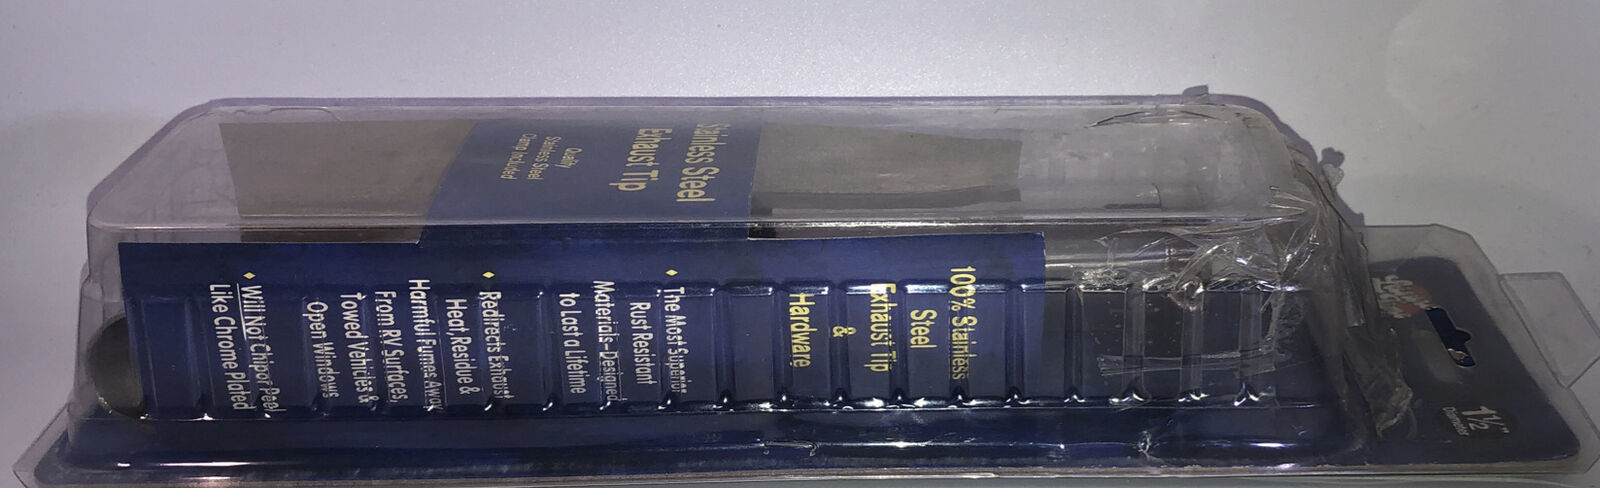 Stainless Steel
Exhaust Tip
Quality
Stainless Steel
Clamp Included
100% Stainless
Steel
Exhaust Tip
&
Hardware
⬧ The Most Superior
Rust Resistant
Materials-Designed
to Last a Lifetime
⬧ Redirects Exhaust
Heat, Residue &
Harmful Fumes Away
From RV Surfaces,
Towed Vehicles &
Open Windows
⬧ Will Not Chip or Peel
Like Chrome Plated
1½"
Diameter